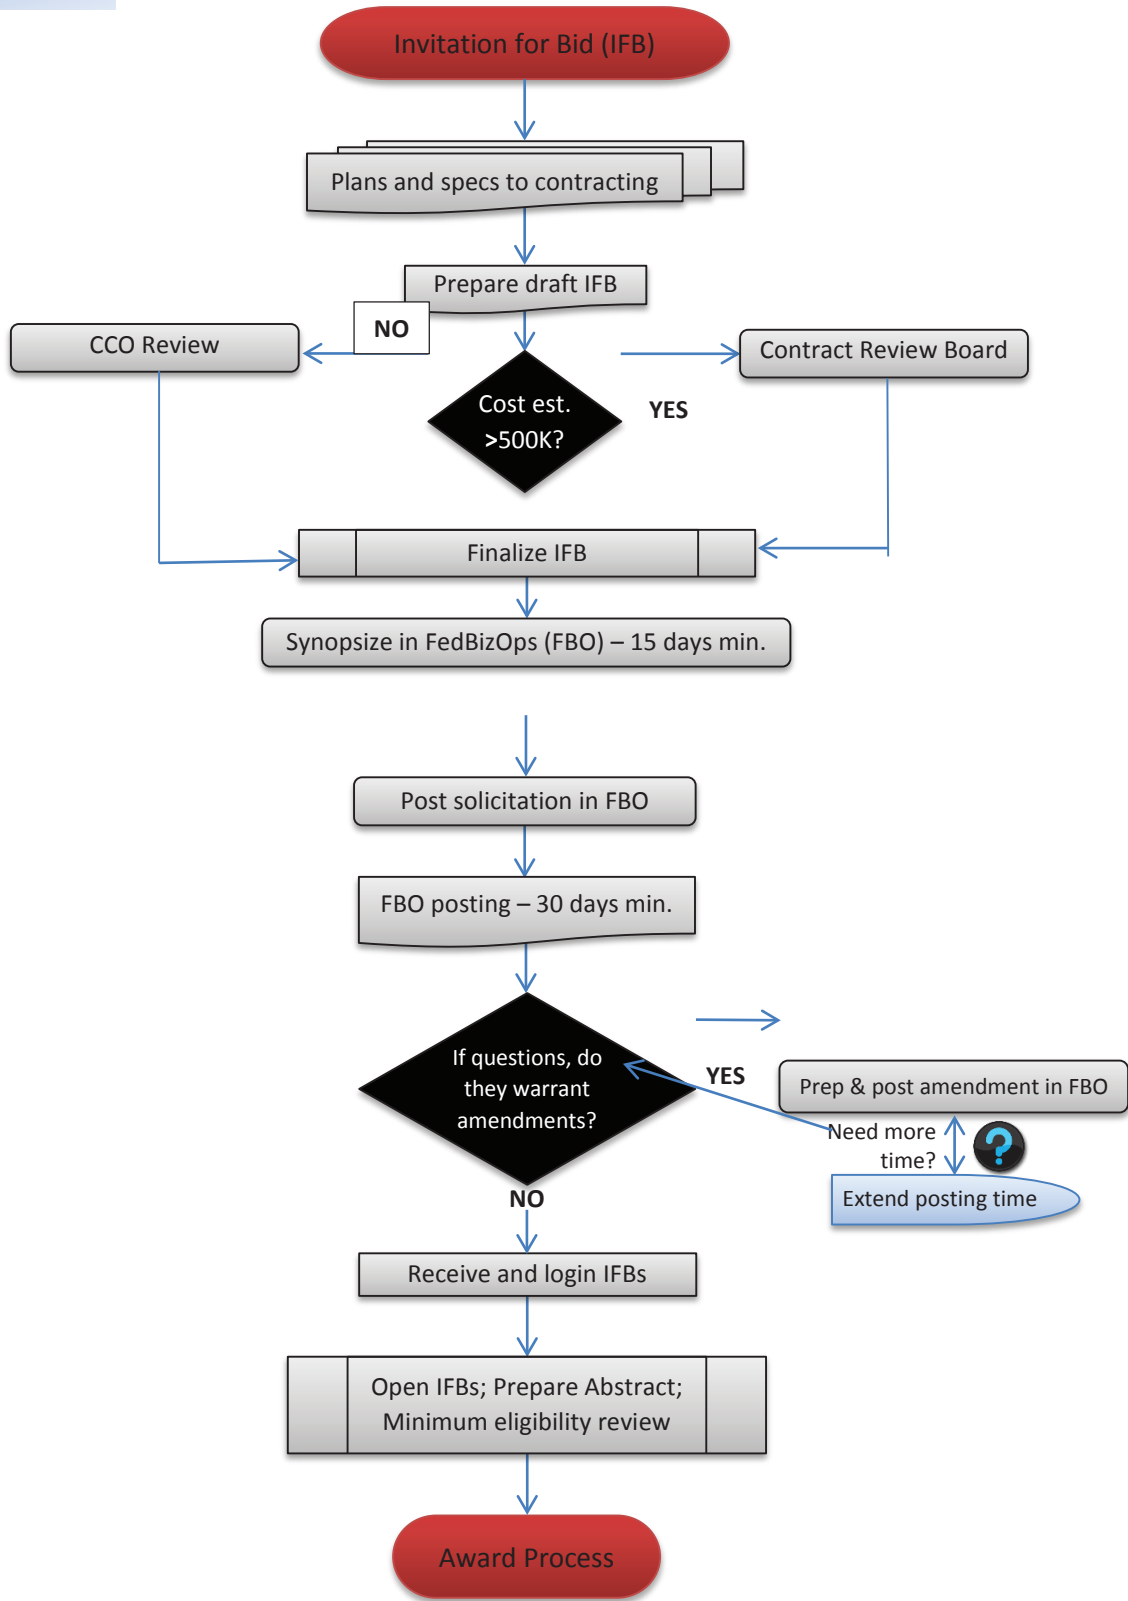 Invitation for Bid (IFB)
Plans and specs to contracting
Prepare draft IFB
NO
CCO Review
Contract Review Board
Cost est.
>500K?
YES
Finalize IFB
Synopsize in FedBizOps (FBO) – 15 days min.
Post solicitation in FBO
FBO posting – 30 days min.
If questions, do
they warrant
amendments?
YES
Prep & post amendment in FBO
Need more
time?
?
Extend posting time
NO
Receive and login IFBs
Open IFBs; Prepare Abstract;
Minimum eligibility review
Award Process